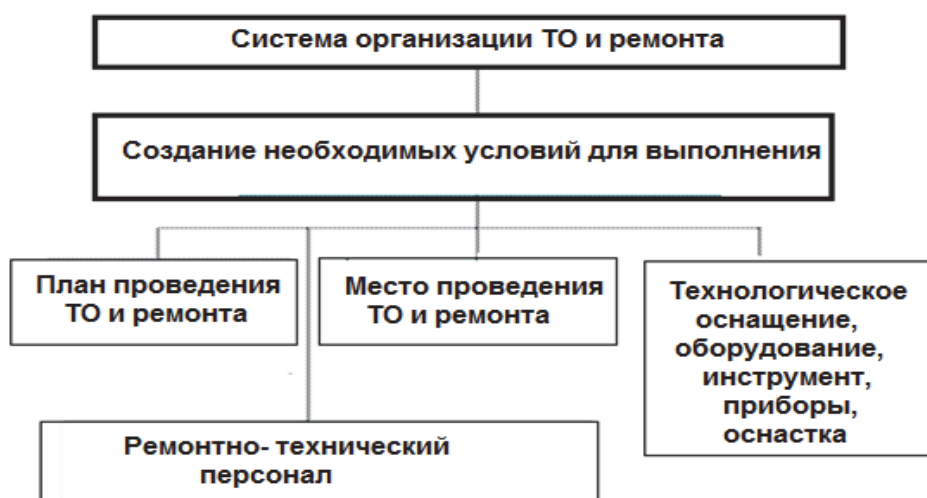 Система организации ТО и ремонта
Создание необходимых условий для выполнения
План проведения
ТО и ремонта
Место проведения
ТО и ремонта
Технологическое
оснащение,
оборудование,
инструмент,
приборы,
оснастка
Ремонтно- технический
персонал